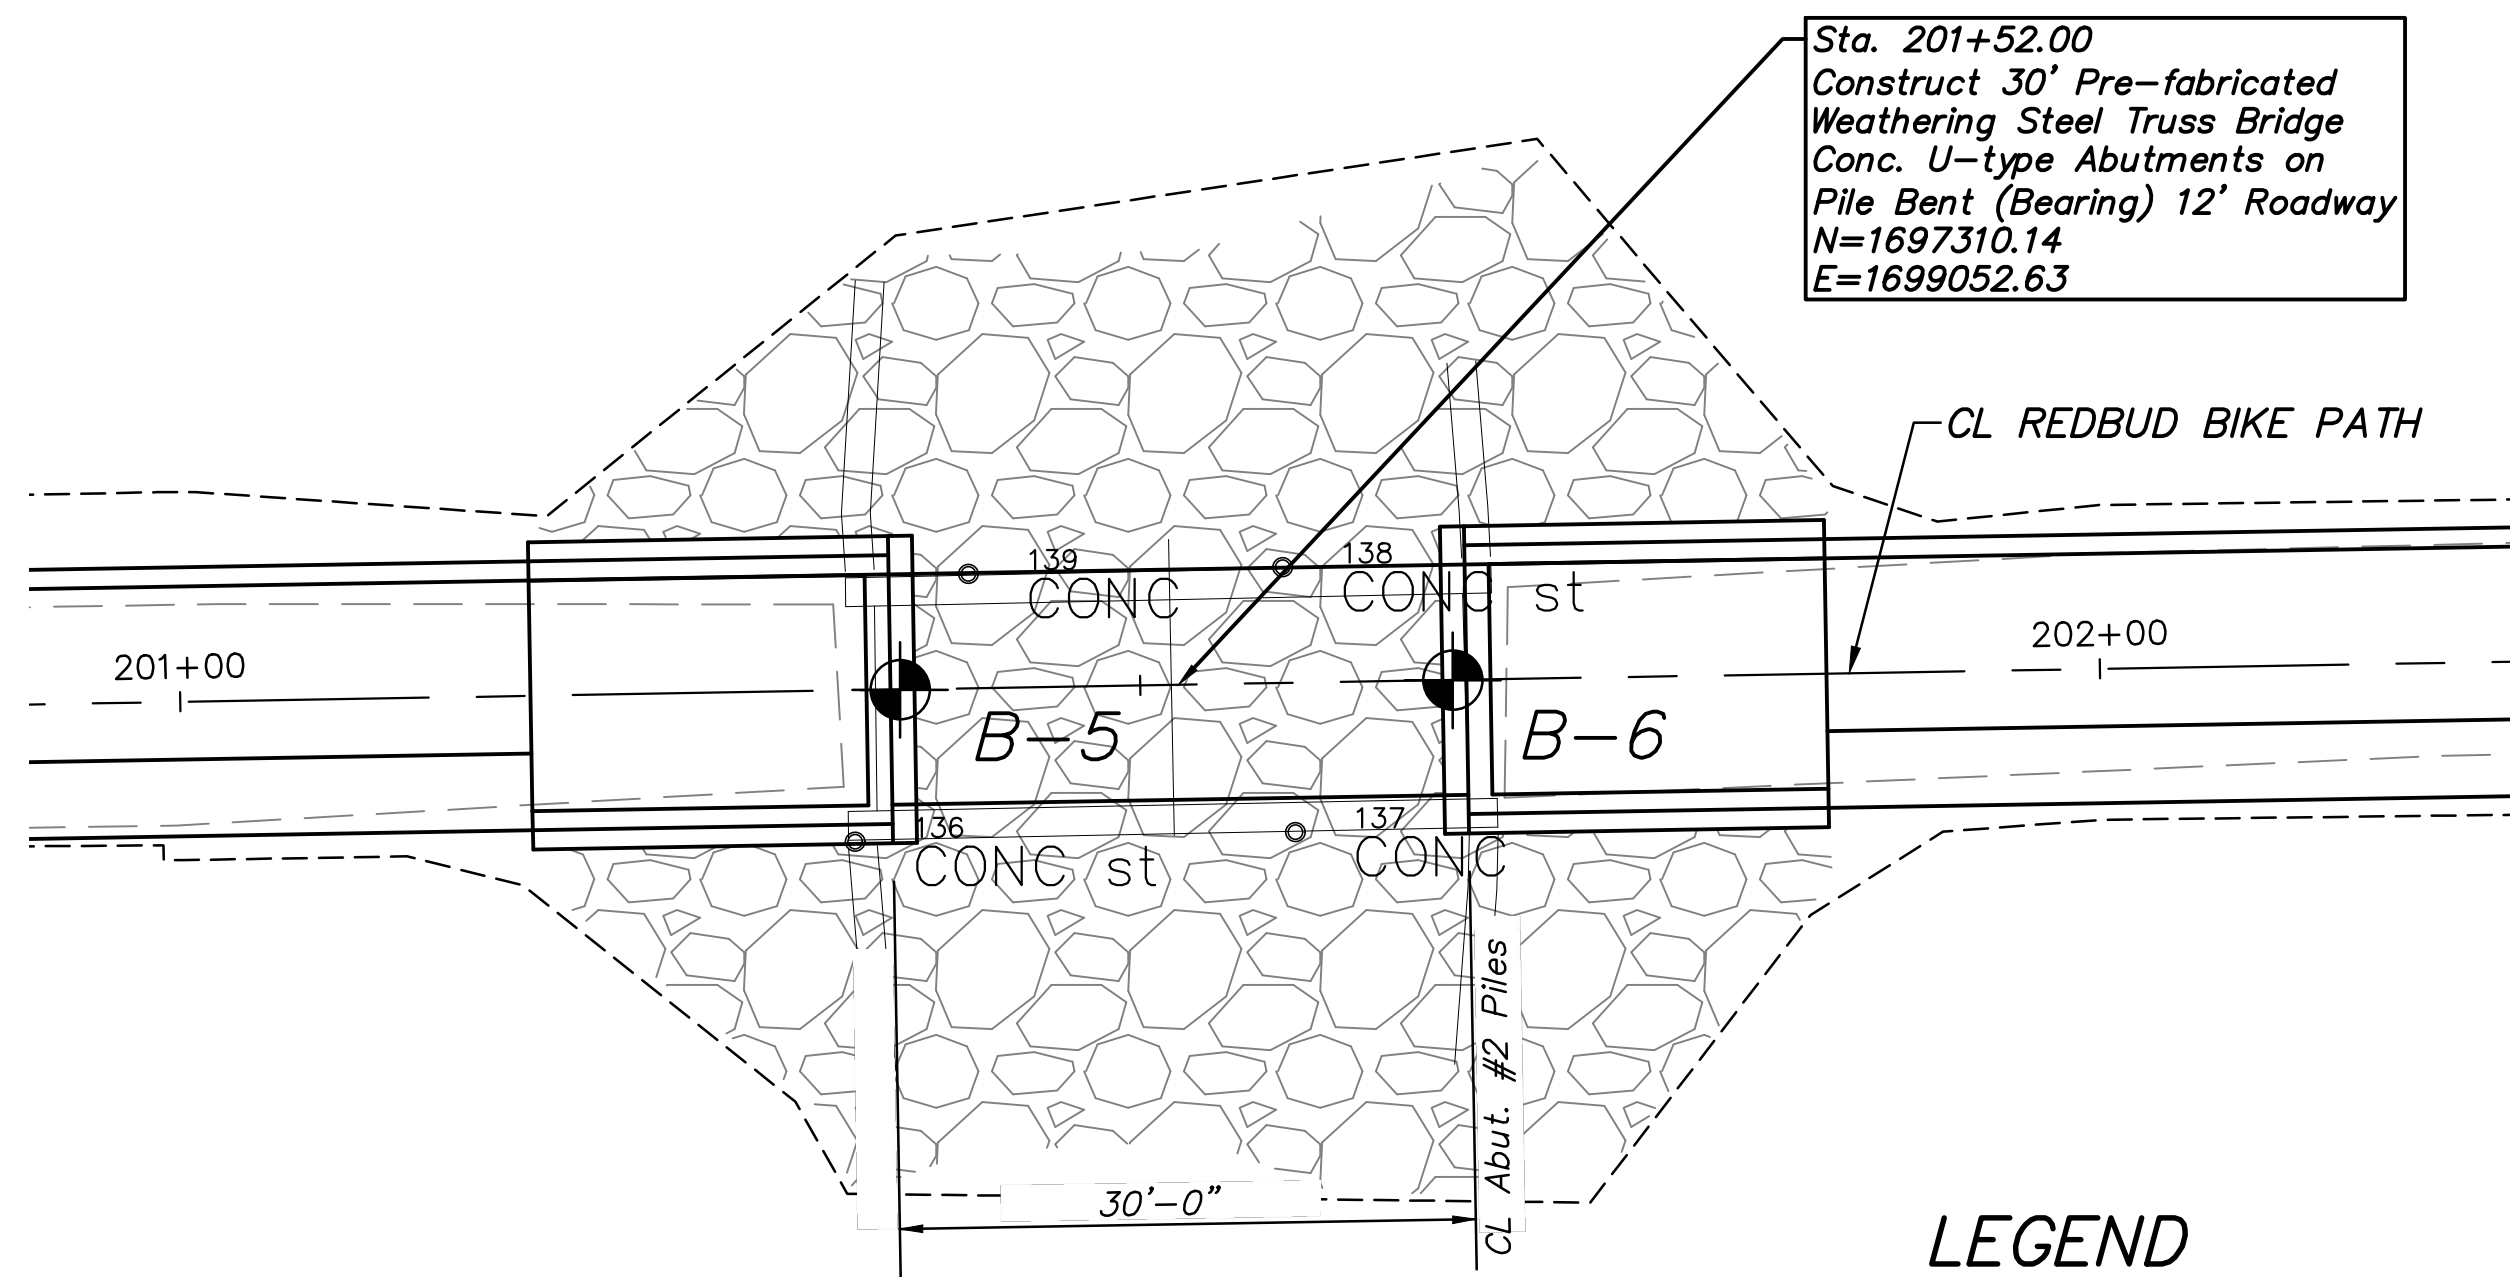 Sta. 201+52.00
Construct 30' Pre-fabricated
Weathering Steel Truss Bridge
Conc. U-type Abutments on
Pile Bent (Bearing) 12' Roadway
N=1697310.14
E=1699052.63
CL REDBUD BIKE PATH
139
CONC
138
CONC st
201+00
202+00
B-5
B-6
136
CONC st
137
CONC
CL Abut. #2 Piles
30'-0"
LEGEND